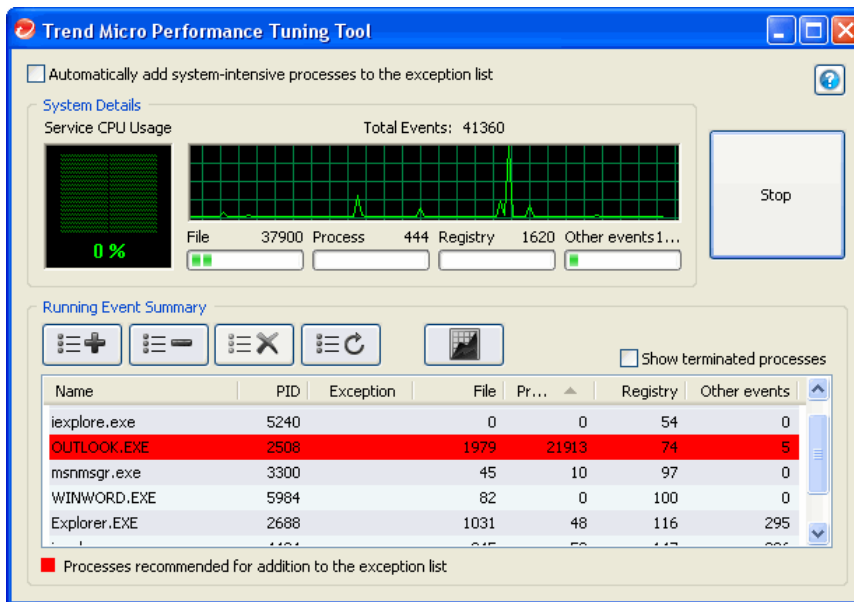 Trend Micro Performance Tuning Tool
Automatically add system-intensive processes to the exception list
System Details
Service CPU Usage
Total Events: 41360
0 %
File 37900 Process 444 Registry 1620 Other events1...
Stop
Running Event Summary
Show terminated processes
Name PID Exception File Pr... Registry Other events
iexplore.exe 5240 0 0 54 0
OUTLOOK.EXE 2508 1979 21913 74 5
msnmsgr.exe 3300 45 10 97 0
WINWORD.EXE 5984 82 0 100 0
Explorer.EXE 2688 1031 48 116 295
Processes recommended for addition to the exception list